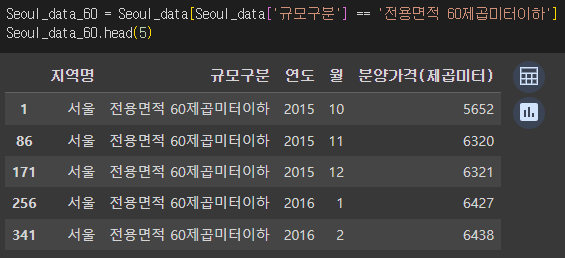 Seoul_data_60 = Seoul_data[Seoul_data['규모구분'] == '전용면적 60제곱미터이하']
Seoul_data_60.head(5)
지역명 규모구분 연도 월 분양가격(제곱미터)
1 서울 전용면적 60제곱미터이하 2015 10 5652
86 서울 전용면적 60제곱미터이하 2015 11 6320
171 서울 전용면적 60제곱미터이하 2015 12 6321
256 서울 전용면적 60제곱미터이하 2016 1 6427
341 서울 전용면적 60제곱미터이하 2016 2 6438